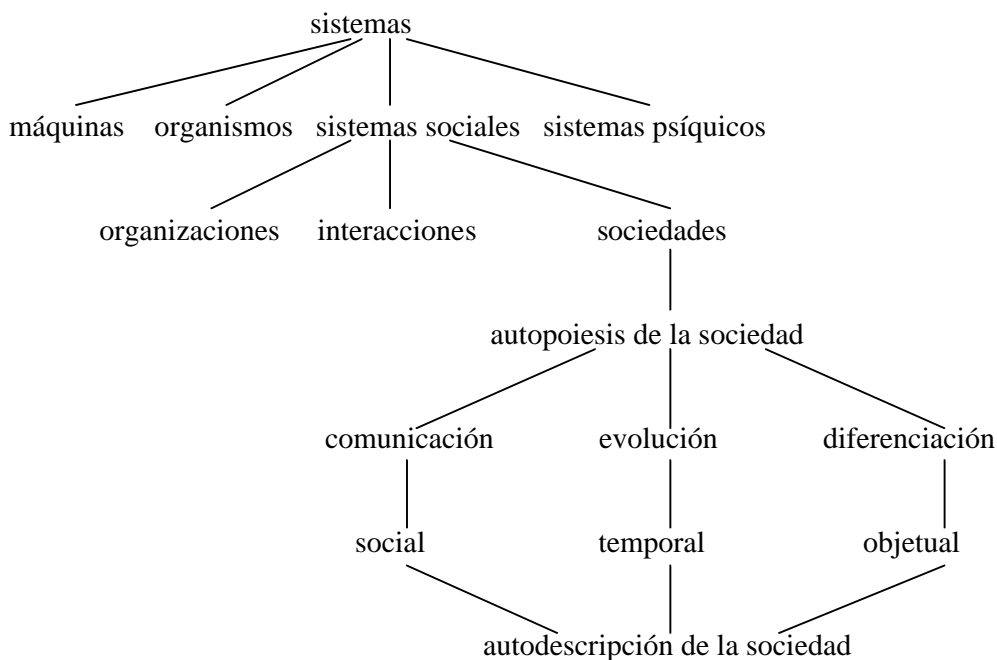 sistemas
máquinas organismos sistemas sociales sistemas psíquicos
organizaciones interacciones sociedades
autopoiesis de la sociedad
comunicación evolución diferenciación
social temporal objetual
autodescripción de la sociedad